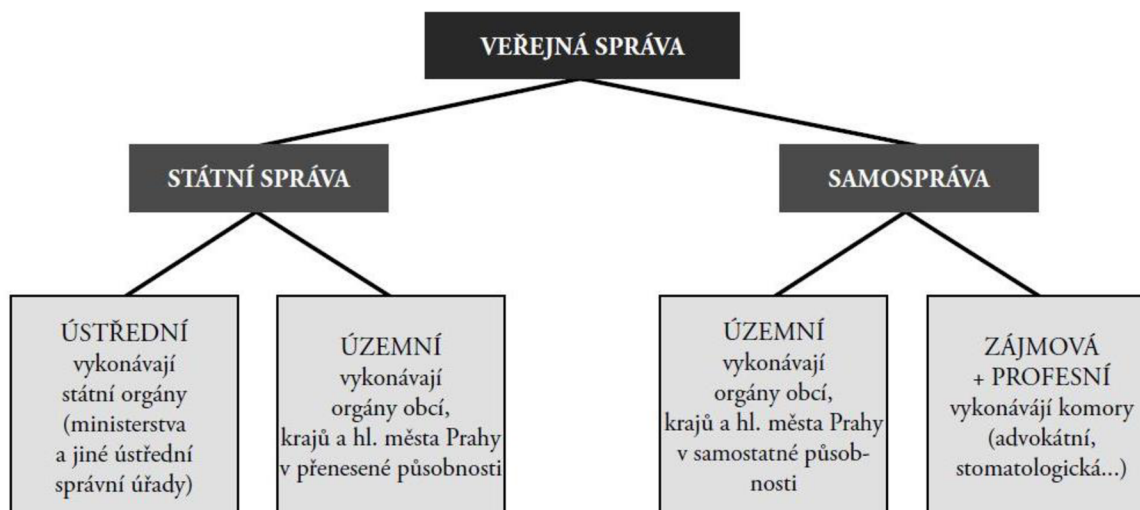 VEŘEJNÁ SPRÁVA
STÁTNÍ SPRÁVA
SAMOSPRÁVA
ÚSTŘEDNÍ
vykonávají
státní orgány
(ministerstva
a jiné ústřední
správní úřady)
ÚZEMNÍ
vykonávají
orgány obcí,
krajů a hl. města Prahy
v přenesené působnosti
ÚZEMNÍ
vykonávají
orgány obcí,
krajů a hl. města Prahy
v samostatné působ-
nosti
ZÁJMOVÁ
+ PROFESNÍ
vykonávájí komory
(advokátní,
stomatologická...)